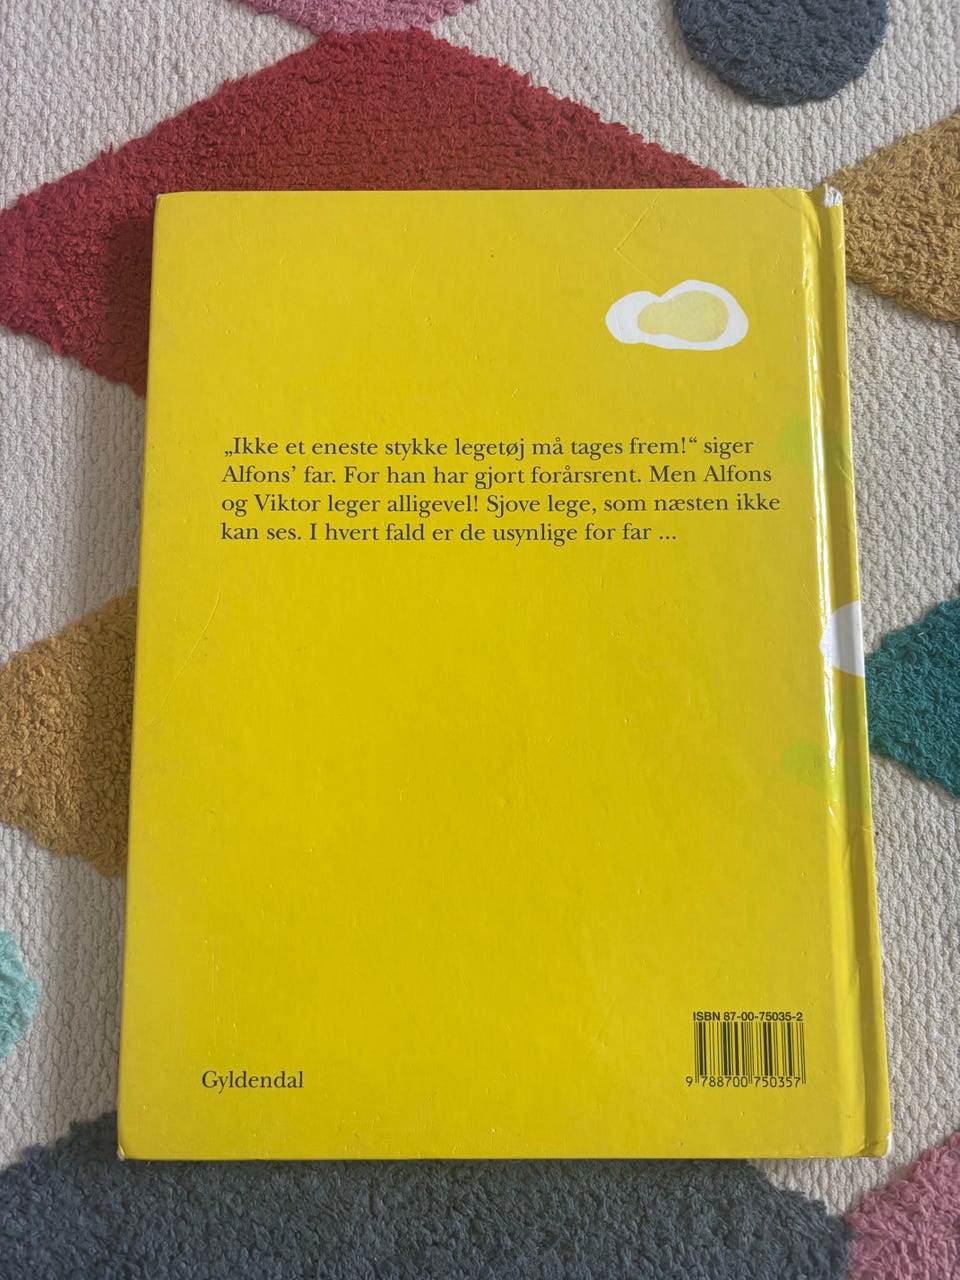 „Ikke et eneste stykke legetøj må tages frem!“ siger
Alfons’ far. For han har gjort forårsrent. Men Alfons
og Viktor leger alligevel! Sjove lege, som næsten ikke
kan ses. I hvert fald er de usynlige for far ...
ISBN 87-00-75035-2
9 788700 750357
Gyldendal